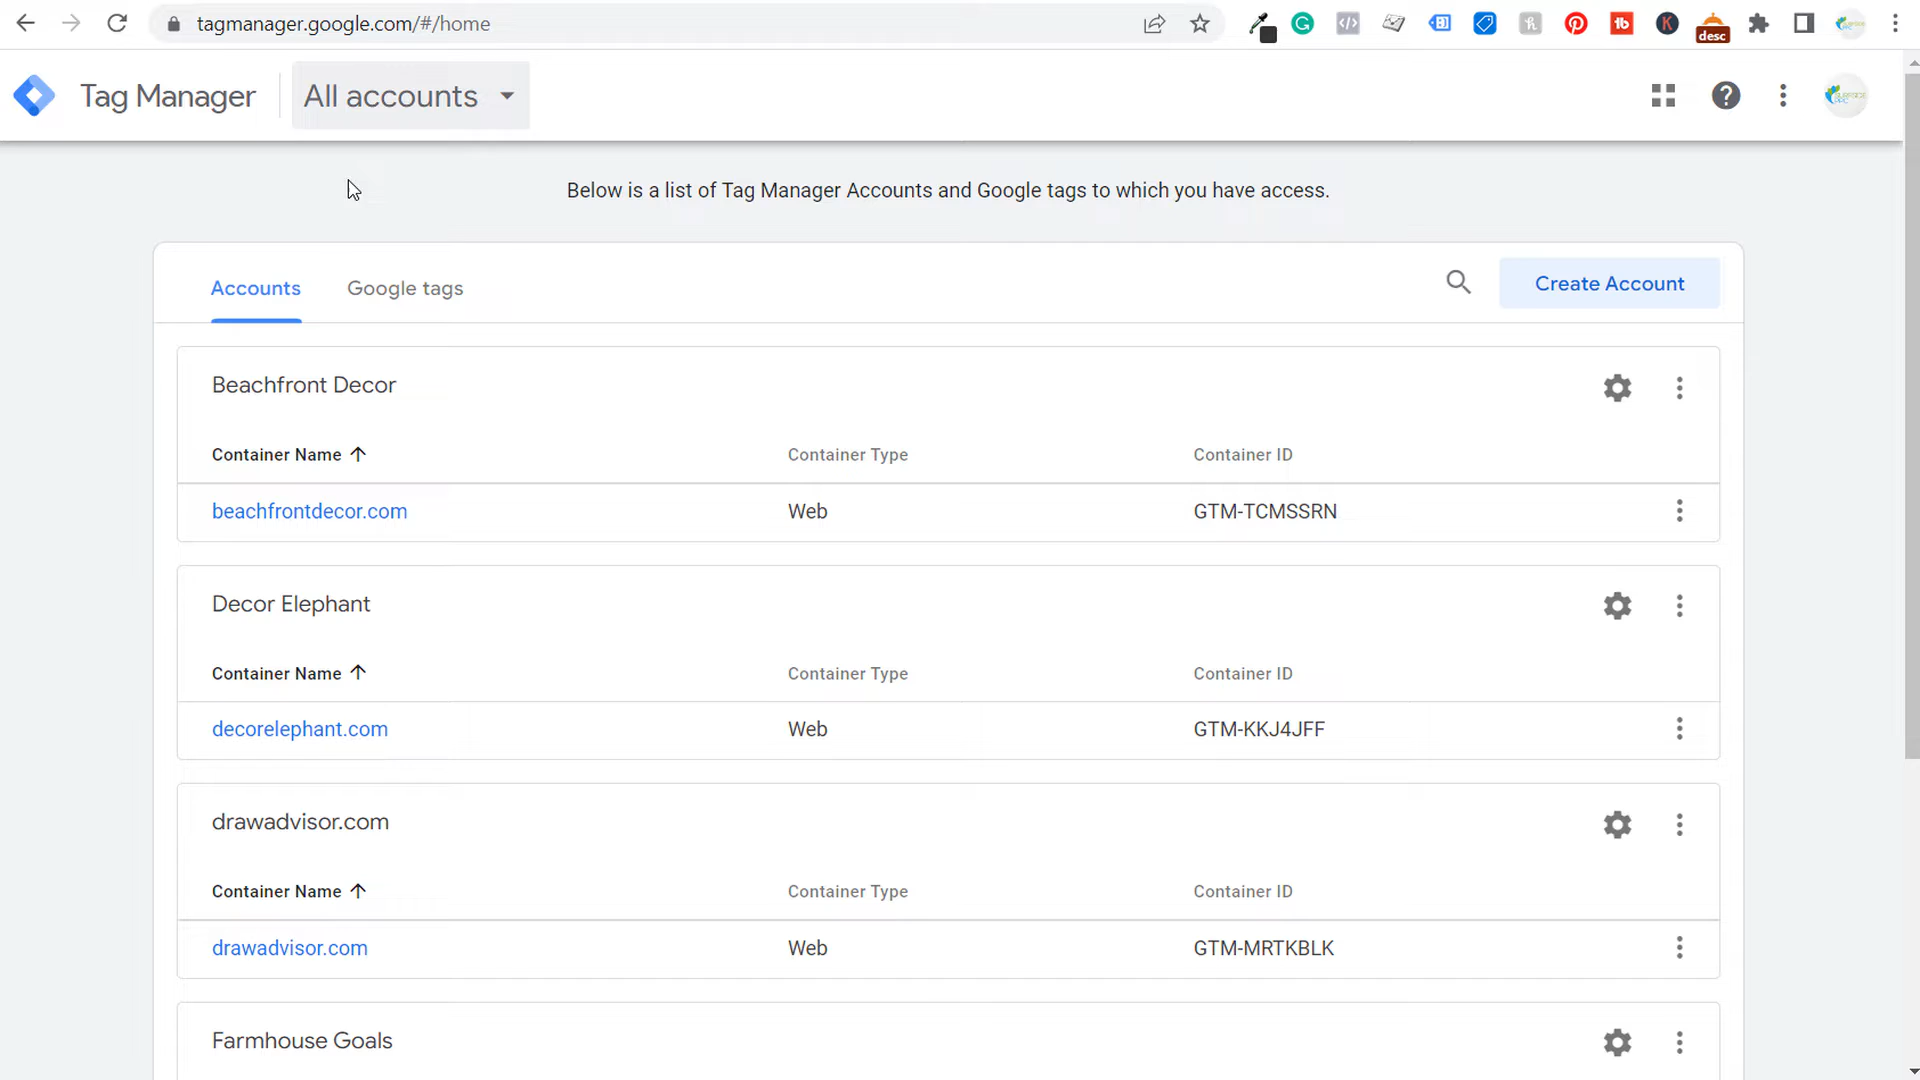 tagmanager.google.com/#/home
desc
Tag Manager
All accounts
Below is a list of Tag Manager Accounts and Google tags to which you have access.
Accounts
Google tags
Create Account
Beachfront Decor
Container Name
Container Type
Container ID
beachfrontdecor.com
Web
GTM-TCMSSRN
Decor Elephant
Container Name
Container Type
Container ID
decorelephant.com
Web
GTM-KKJ4JFF
drawadvisor.com
Container Name
Container Type
Container ID
drawadvisor.com
Web
GTM-MRTKBLK
Farmhouse Goals